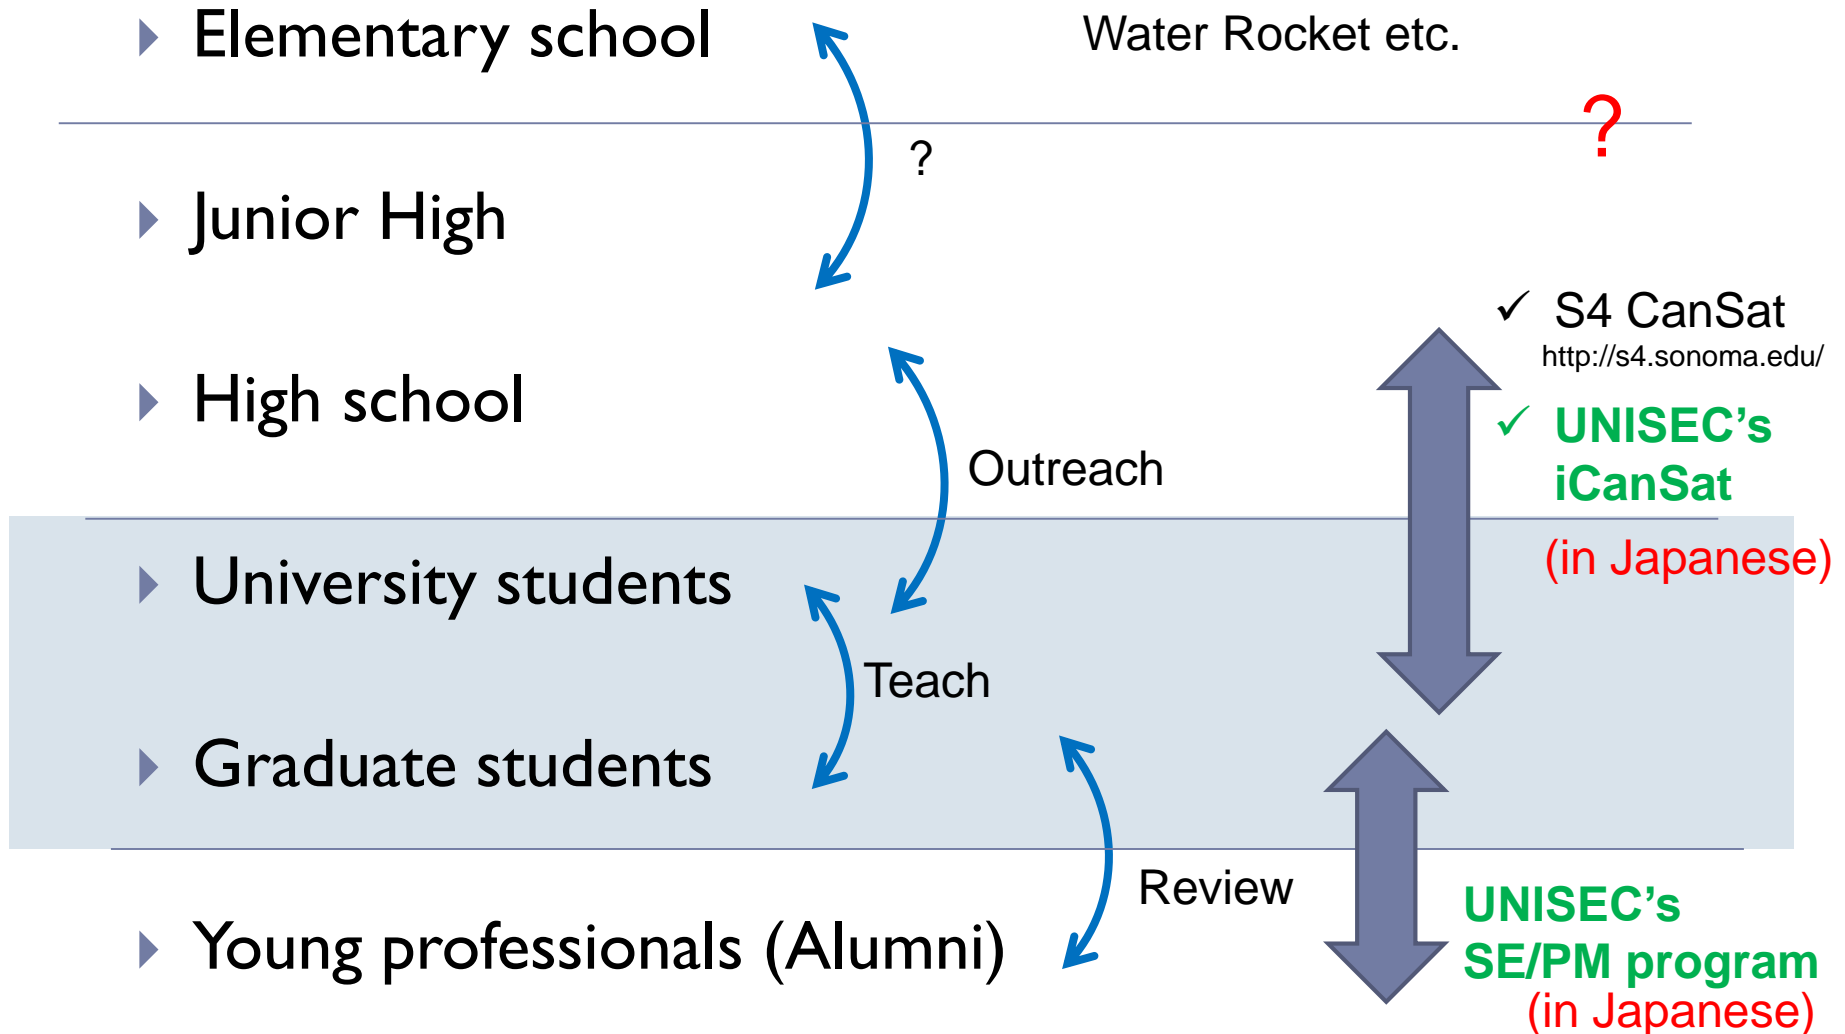 Elementary school
Water Rocket etc.
?
?
Junior High
S4 CanSat
http://s4.sonoma.edu/
High school
UNISEC’s
iCanSat
Outreach
(in Japanese)
University students
Teach
Graduate students
Review
UNISEC’s
Young professionals (Alumni)
SE/PM program
(in Japanese)